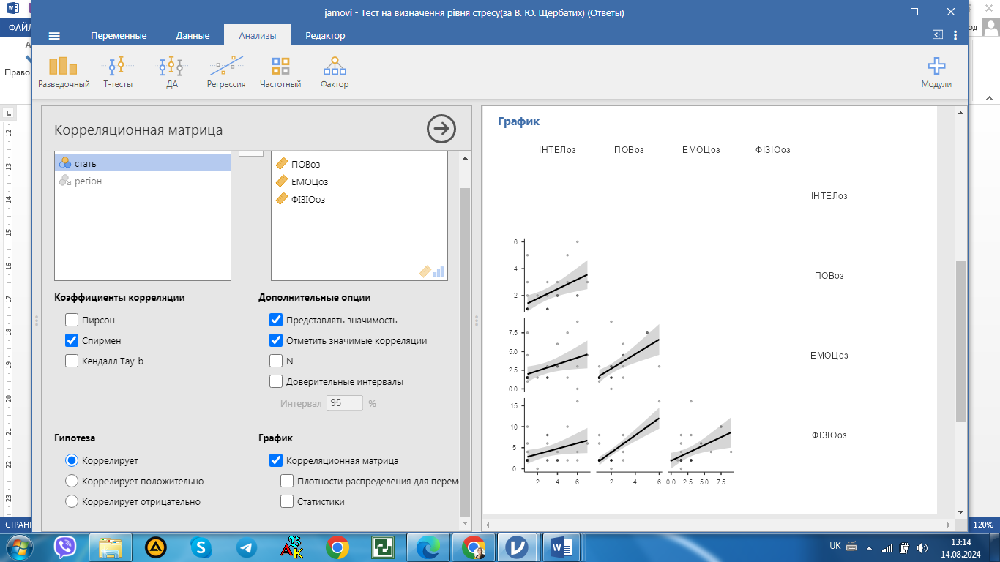 jamovi - Тест на визначення рівня стресу(за В. Ю. Щербатих) (Ответы)
ФАЙЛ
Переменные Данные Анализы Редактор
Разведочный Т-тесты ДА Регрессия Частотный Фактор Модули
Корреляционная матрица
стать
регіон
ПОВоз
ЕМОЦоз
ФІЗІОоз
Коэффициенты корреляции
Пирсон
Спирмен
Кендалл Тау-b
Дополнительные опции
Представлять значимость
Отметить значимые корреляции
N
Доверительные интервалы
Интервал 95 %
Гипотеза
Коррелирует
Коррелирует положительно
Коррелирует отрицательно
График
Корреляционная матрица
Плотности распределения для перем
Статистики
График
ІНТЕЛоз ПОВоз ЕМОЦоз ФІЗІОоз
ІНТЕЛоз
6
4
2
ПОВоз
7.5
5.0
2.5
0.0
ЕМОЦоз
15
10
5
0
ФІЗІОоз
2 4 6 2 4 6 0.0 2.5 5.0 7.5
12
13
14
15
16
17
18
19
20
21
22
23
СТРАНИ
120%
UK
13:14
14.08.2024